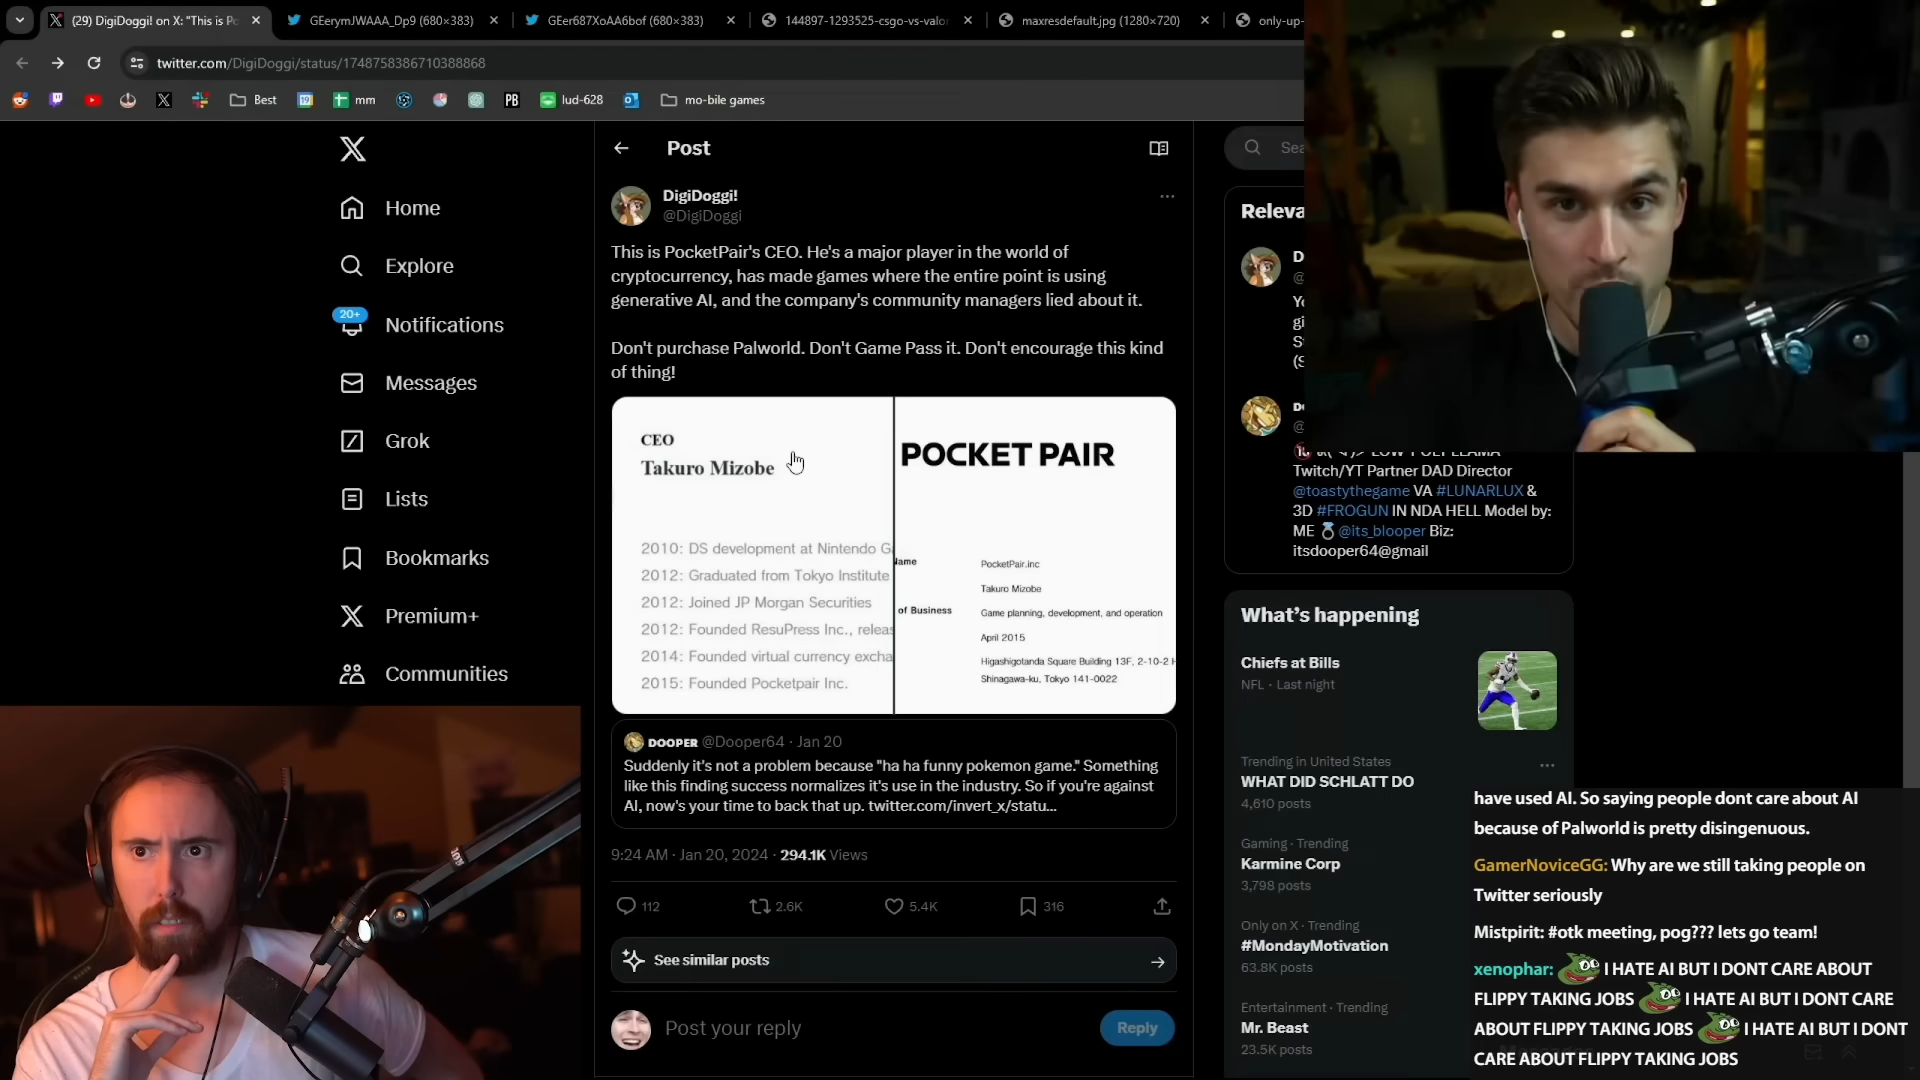 (29) DigiDoggi! on X: "This is Po
GEerymJWAAA_Dp9 (680×383)
GEer687XoAA6bof (680×383)
144897-1293525-csgo-vs-valor
maxresdefault.jpg (1280×720)
only-up-
twitter.com/DigiDoggi/status/1748758386710388868
Best
19
mm
PB
lud-628
mo-bile games
Home
Explore
20+
Notifications
Messages
Grok
Lists
Bookmarks
Premium+
Communities
Post
DigiDoggi!
@DigiDoggi
This is PocketPair's CEO. He's a major player in the world of
cryptocurrency, has made games where the entire point is using
generative AI, and the company's community managers lied about it.
Don't purchase Palworld. Don't Game Pass it. Don't encourage this kind
of thing!
CEO
Takuro Mizobe
2010: DS development at Nintendo G
2012: Graduated from Tokyo Institute
2012: Joined JP Morgan Securities
2012: Founded ResuPress Inc., releas
2014: Founded virtual currency excha
2015: Founded Pocketpair Inc.
POCKET PAIR
Name
PocketPair.inc
Takuro Mizobe
of Business
Game planning, development, and operation
April 2015
Higashigotanda Square Building 13F, 2-10-2 H
Shinagawa-ku, Tokyo 141-0022
DOOPER @Dooper64 · Jan 20
Suddenly it's not a problem because "ha ha funny pokemon game." Something
like this finding success normalizes it's use in the industry. So if you're against
AI, now's your time to back that up. twitter.com/invert_x/statu...
9:24 AM · Jan 20, 2024 · 294.1K Views
112
2.6K
5.4K
316
See similar posts
Post your reply
Reply
Sea
Releva
D
@
Yo
gi
St
(S
D
@
LOW POLY LLAMA
Twitch/YT Partner DAD Director
@toastythegame VA #LUNARLUX &
3D #FROGUN IN NDA HELL Model by:
ME @its_blooper Biz:
itsdooper64@gmail
What's happening
Chiefs at Bills
NFL · Last night
Trending in United States
WHAT DID SCHLATT DO
4,610 posts
Gaming · Trending
Karmine Corp
3,798 posts
Only on X · Trending
#MondayMotivation
63.8K posts
Entertainment · Trending
Mr. Beast
23.5K posts
have used AI. So saying people dont care about AI
because of Palworld is pretty disingenuous.
GamerNoviceGG: Why are we still taking people on
Twitter seriously
Mistpirit: #otk meeting, pog??? lets go team!
xenophar: I HATE AI BUT I DONT CARE ABOUT
FLIPPY TAKING JOBS I HATE AI BUT I DONT CARE
ABOUT FLIPPY TAKING JOBS I HATE AI BUT I DONT
CARE ABOUT FLIPPY TAKING JOBS